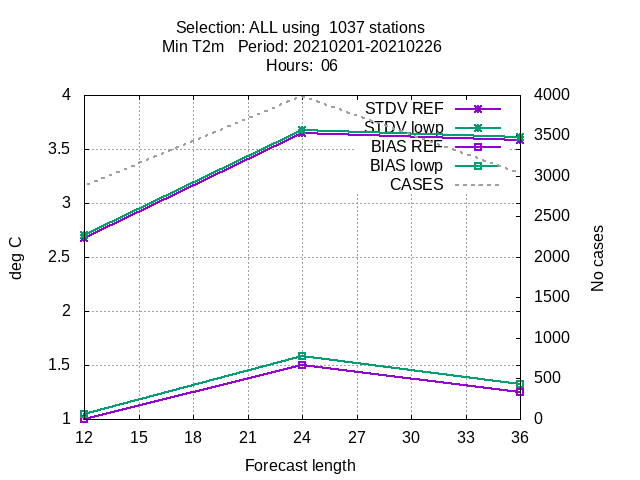 Selection: ALL using  1037 stations
Min T2m   Period: 20210201-20210226
Hours:  06
STDV REF
STDV lowp
BIAS REF
BIAS lowp
CASES
4
3.5
3
2.5
2
1.5
1
4000
3500
3000
2500
2000
1500
1000
500
0
12 15 18 21 24 27 30 33 36
deg C
No cases
Forecast length